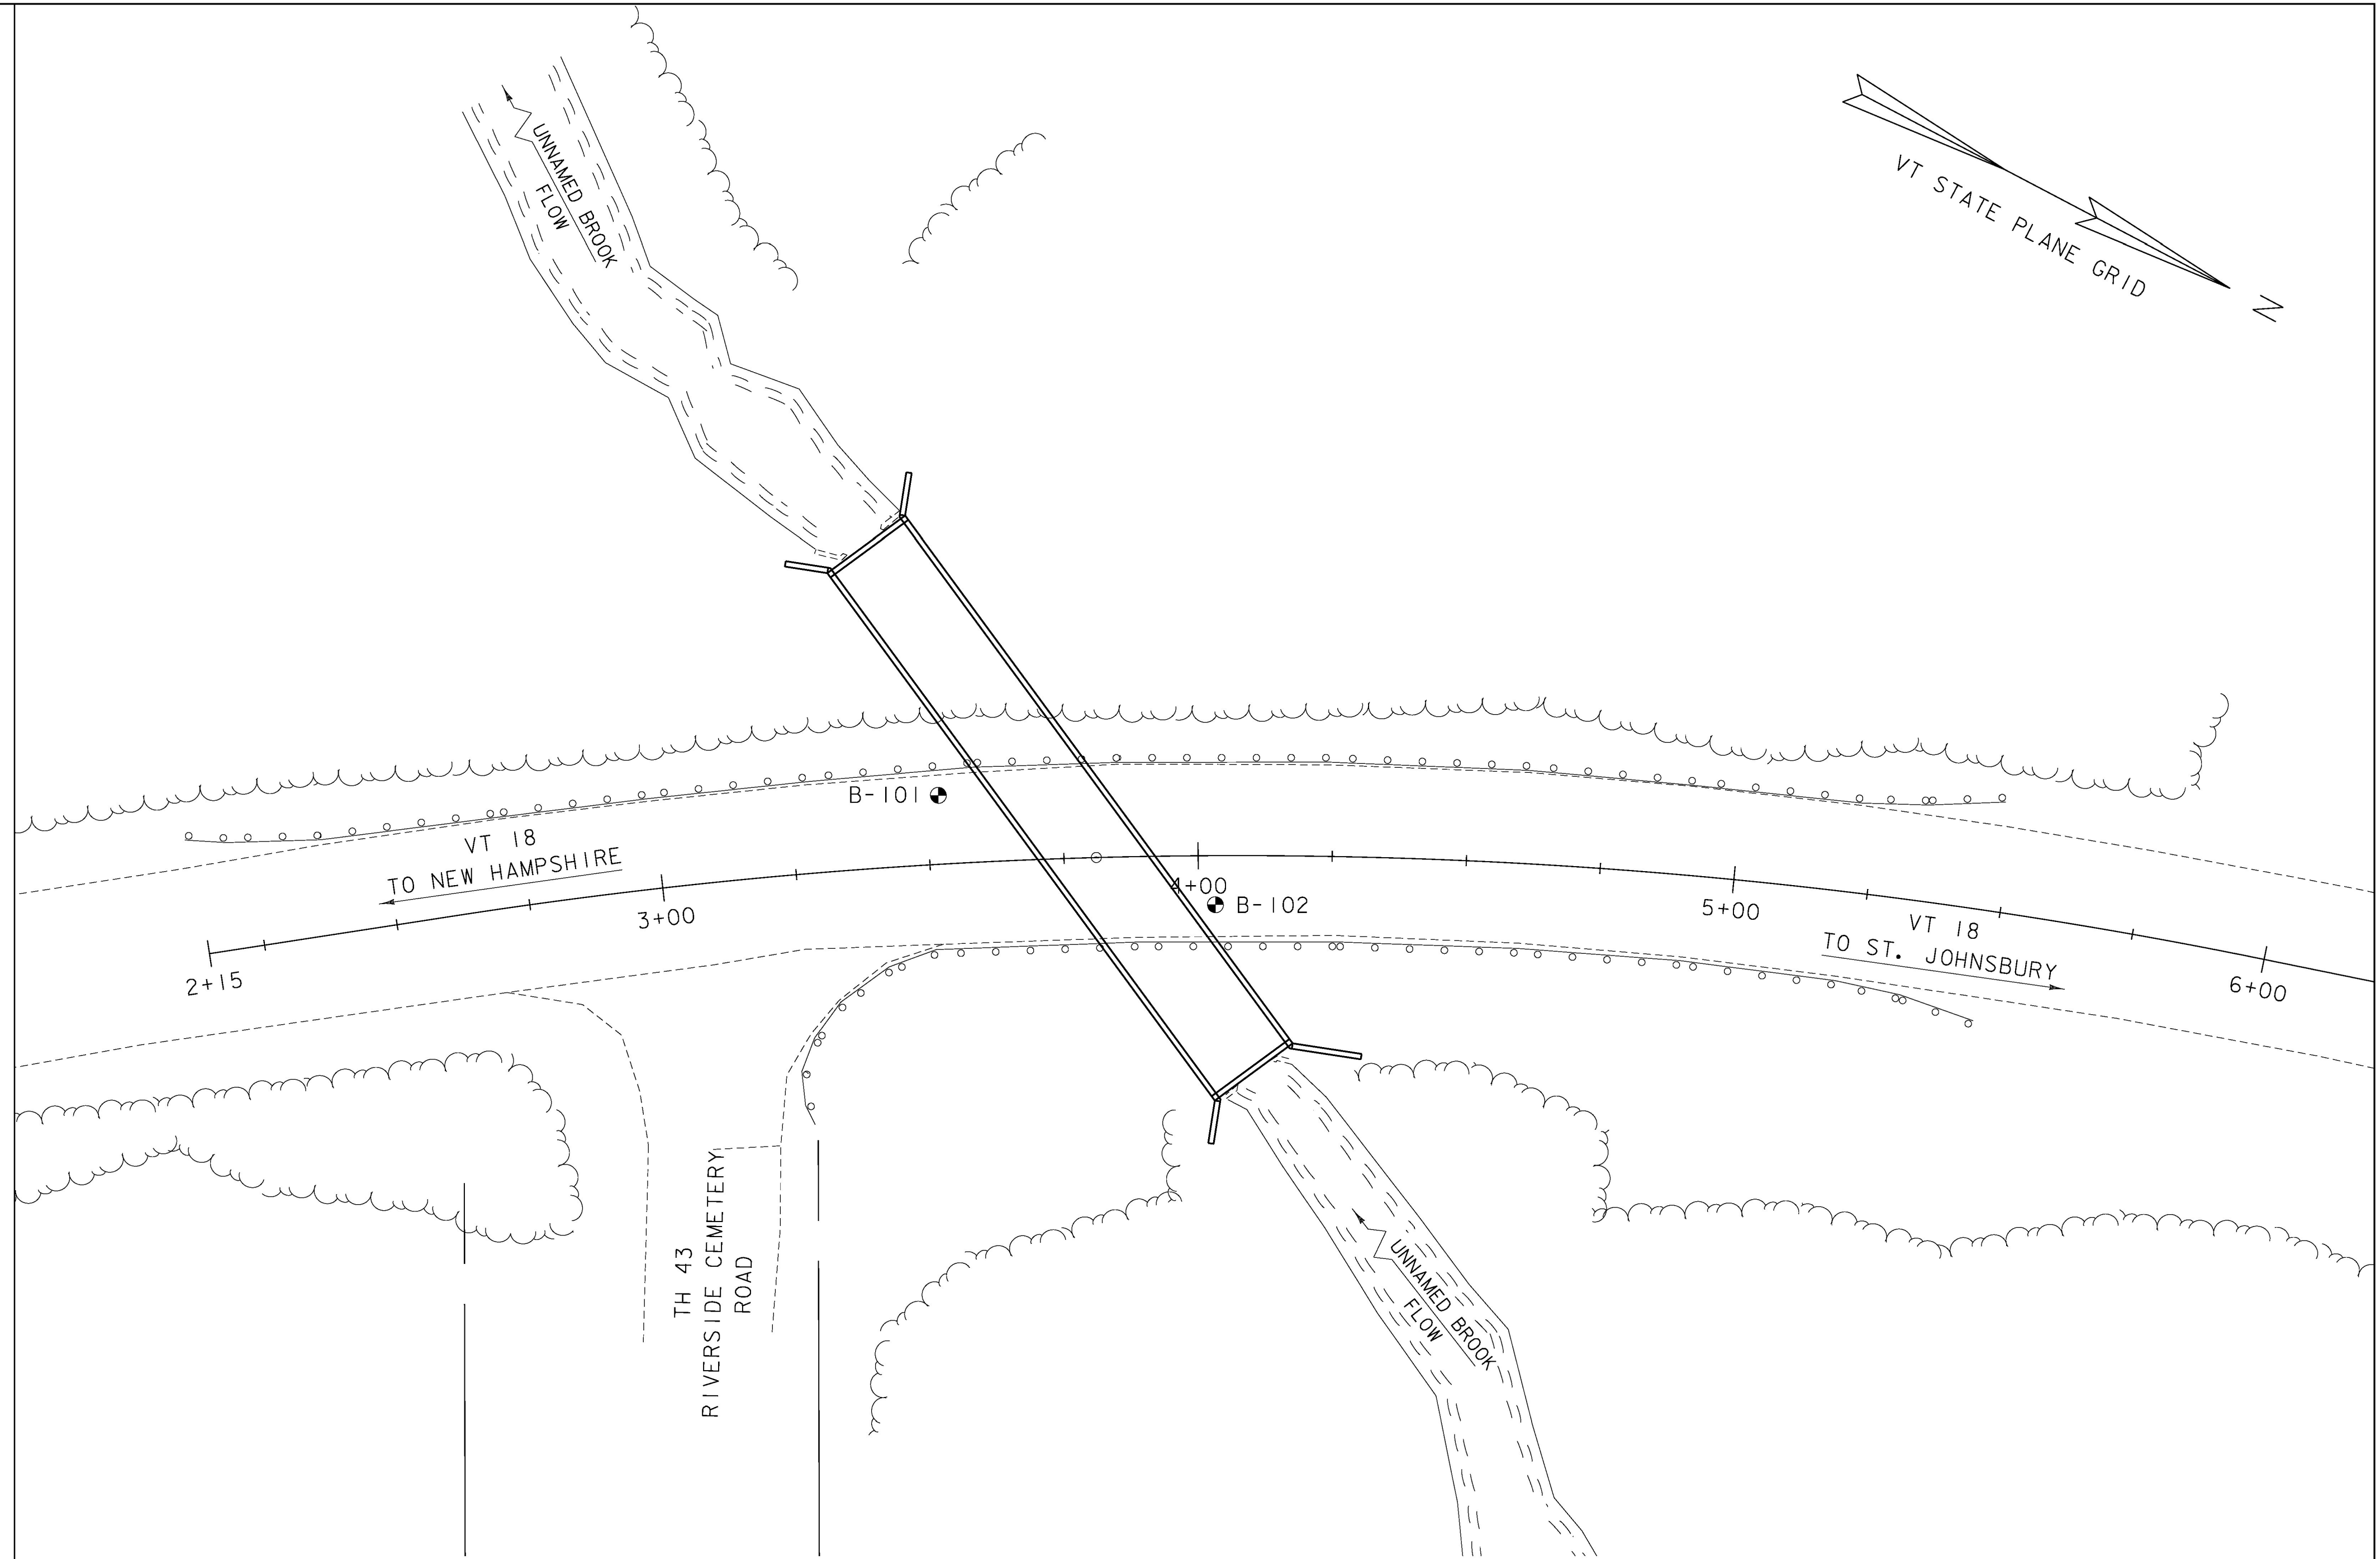 UNNAMED BROOK
FLOW
VT STATE PLANE GRID
N
B-101
VT 18
TO NEW HAMPSHIRE
4+00
B-102
3+00
5+00
VT 18
TO ST. JOHNSBURY
2+15
6+00
TH 43
RIVERSIDE CEMETERY
ROAD
UNNAMED BROOK
FLOW